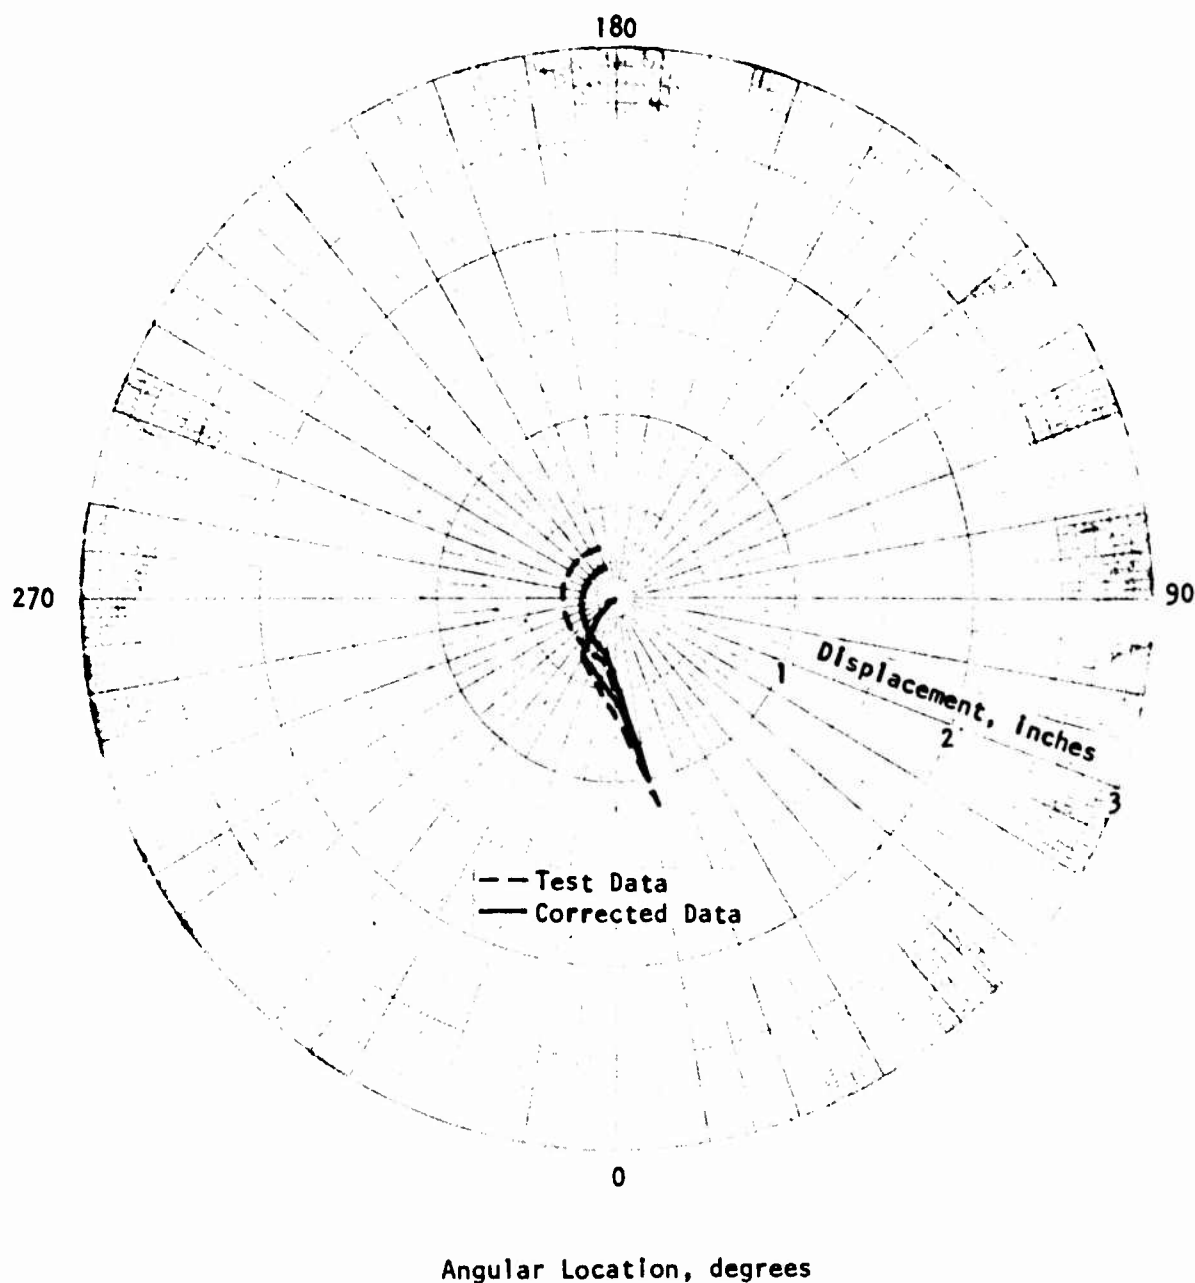 180
270
90
Displacement, inches
1
2
3
Test Data
Corrected Data
0
Angular Location, degrees